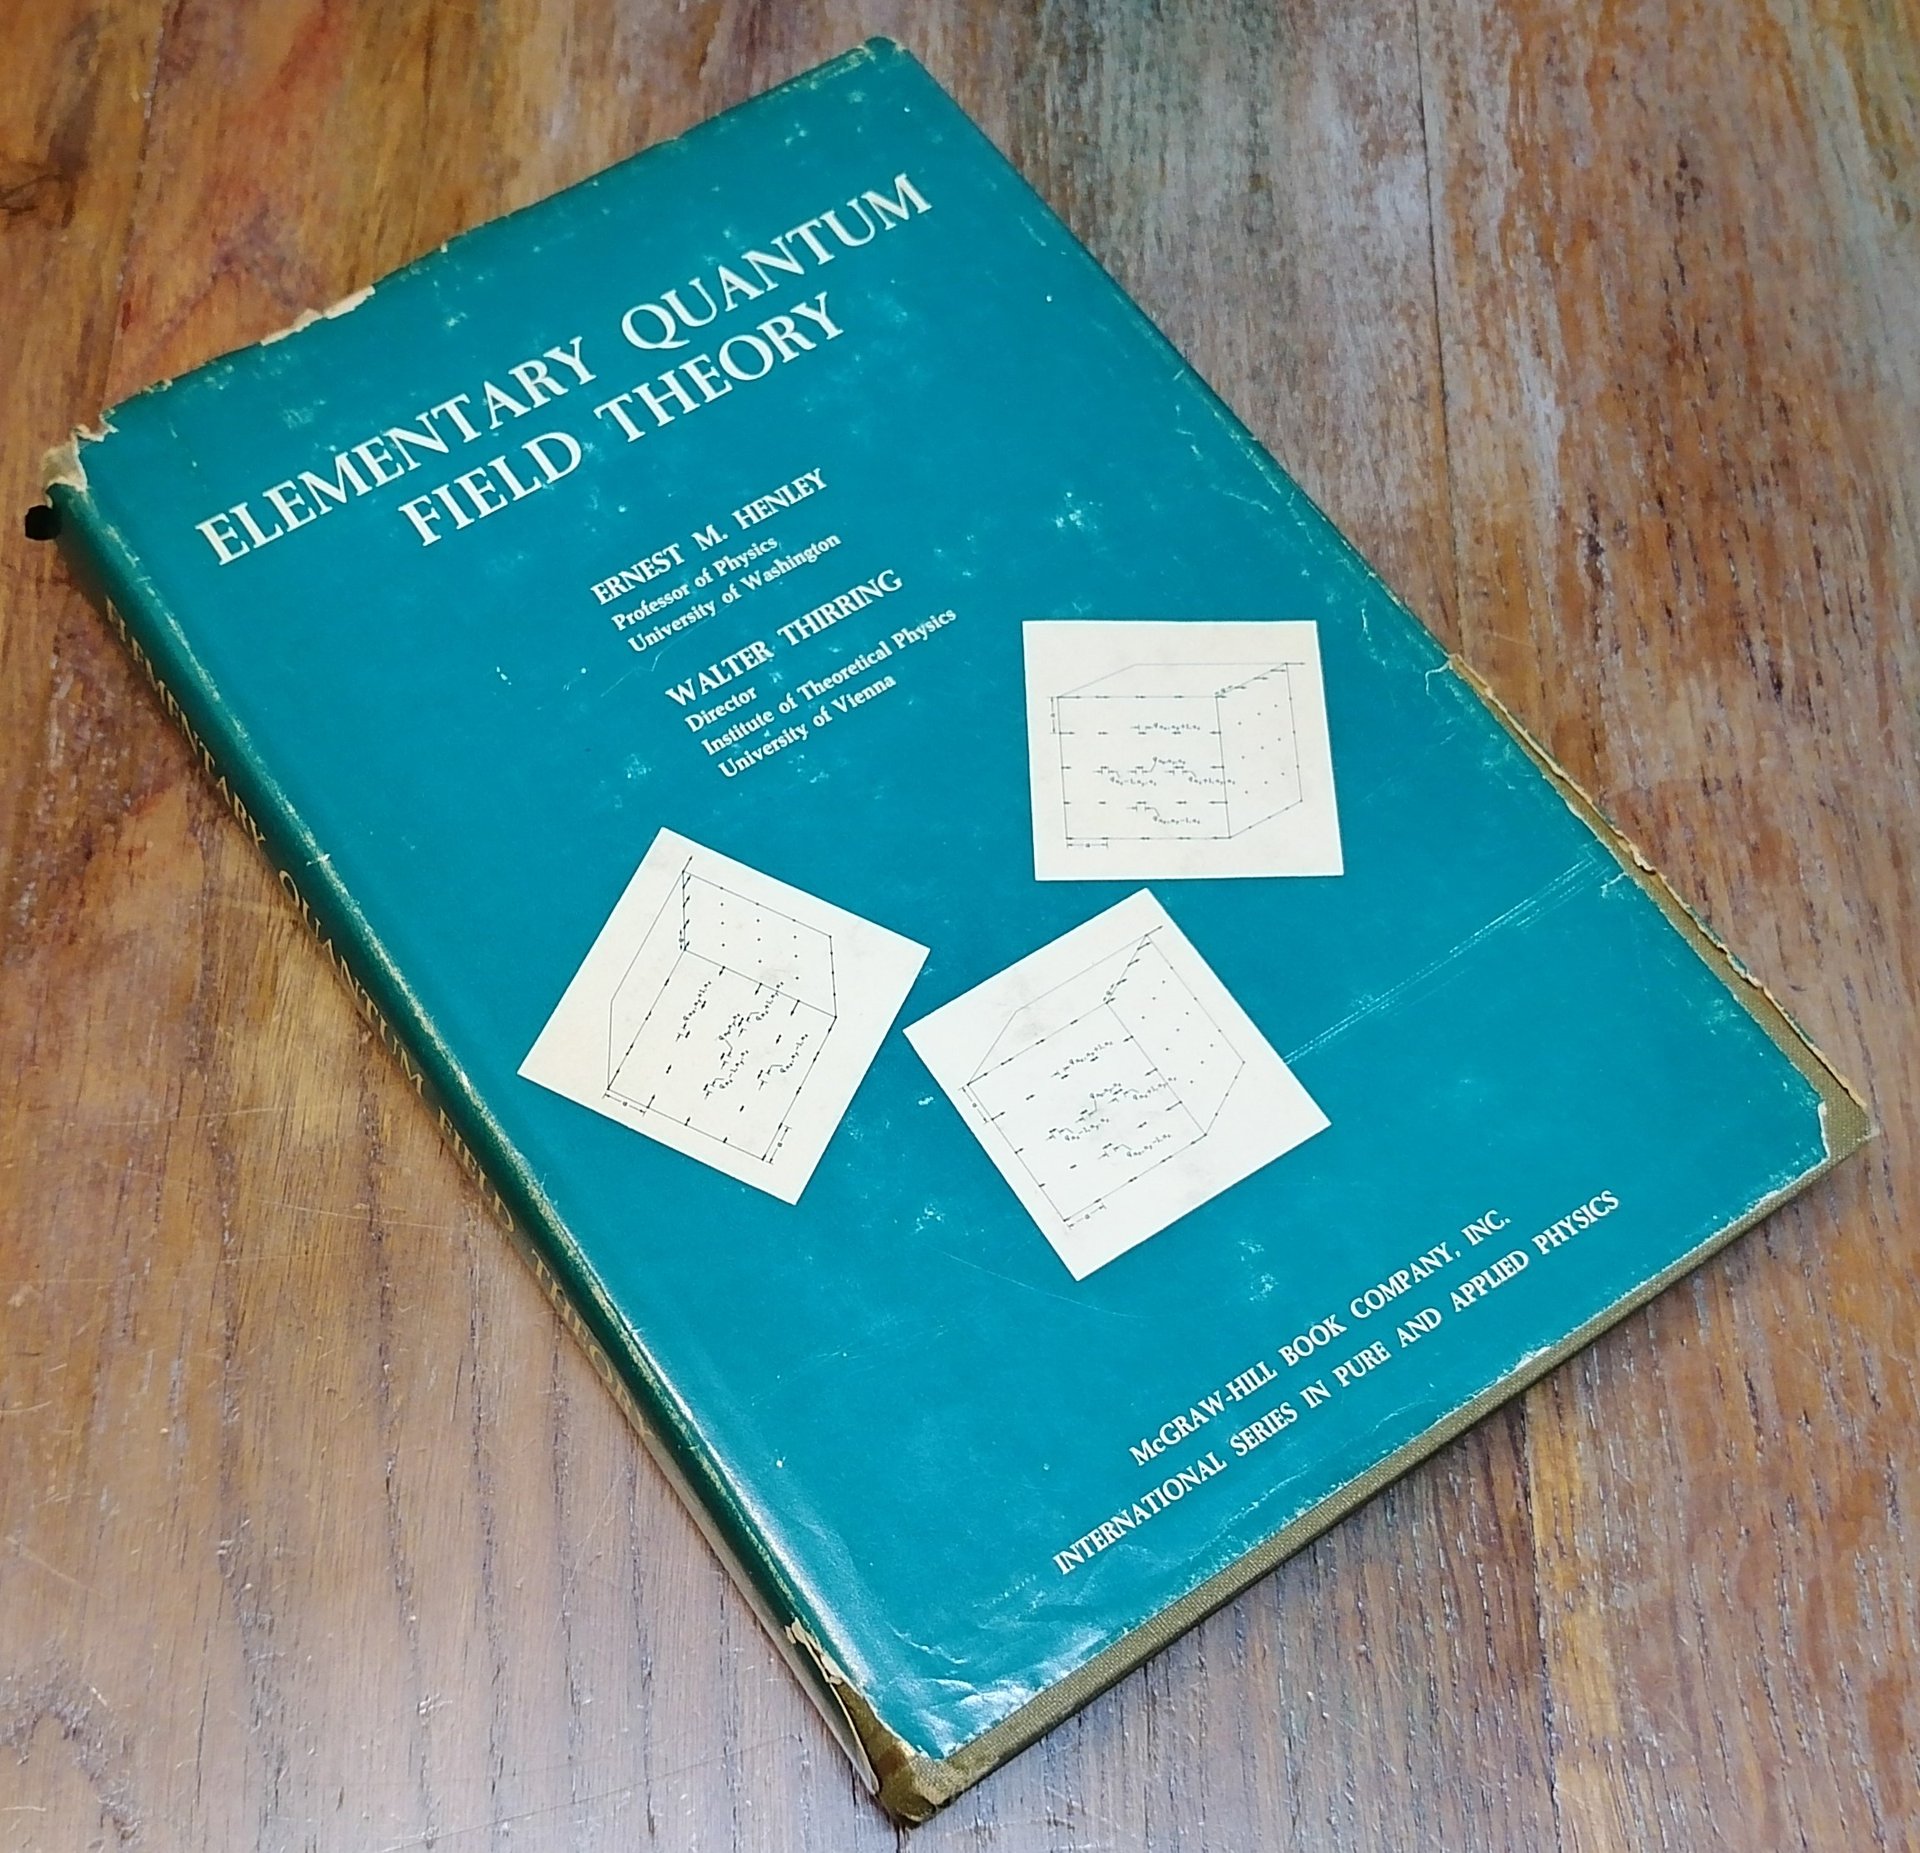 ELEMENTARY QUANTUM
FIELD THEORY
ERNEST M. HENLEY
Professor of Physics
University of Washington
WALTER THIRRING
Director
Institute of Theoretical Physics
University of Vienna
McGRAW-HILL BOOK COMPANY, INC.
INTERNATIONAL SERIES IN PURE AND APPLIED PHYSICS
ELEMENTARY QUANTUM FIELD THEORY